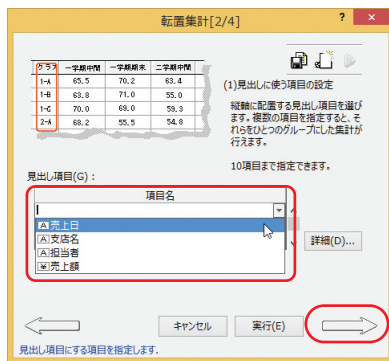 転置集計[2/4]
? ×
クラス 一学期中間 一学期期末 二学期中間
1-A 65.5 70.2 63.4
1-B 63.8 71.0 55.0
1-C 70.0 69.0 59.3
2-A 68.2 55.5 54.8
(1)見出しに使う項目の設定
縦軸に配置する見出し項目を選び
ます。複数の項目を指定すると、そ
れらをひとつのグループにした集計が
行えます。
10項目まで指定できます。
見出し項目(G)：
項目名
A 売上日
A 支店名
A 担当者
¥ 売上額
詳細(D)...
キャンセル
実行(E)
見出し項目にする項目を指定します.